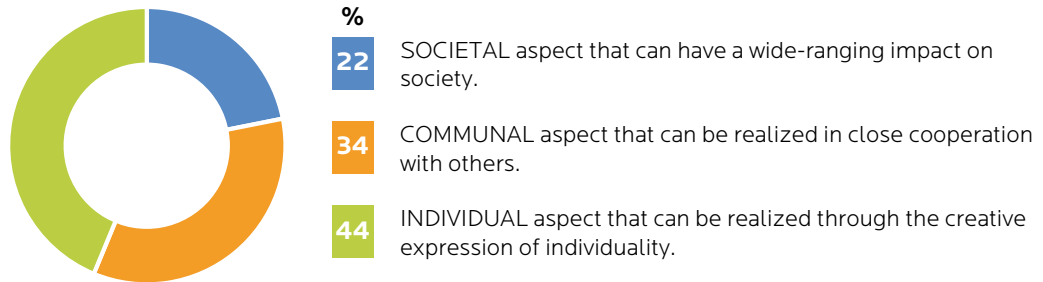 %
22 SOCIETAL aspect that can have a wide-ranging impact on
society.
34 COMMUNAL aspect that can be realized in close cooperation
with others.
44 INDIVIDUAL aspect that can be realized through the creative
expression of individuality.